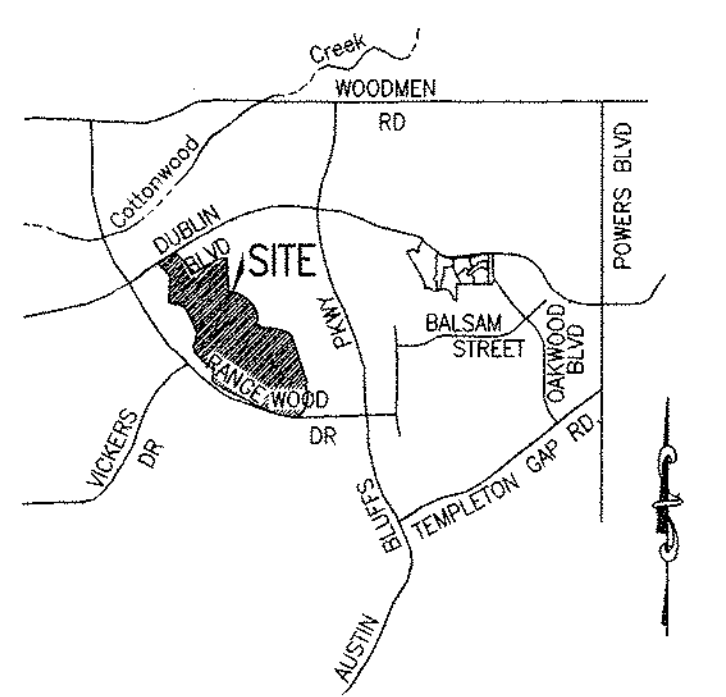 Creek
WOODMEN
RD
Cottonwood
POWERS BLVD
DUBLIN
BLVD
SITE
PKWY
BALSAM
STREET
OAKWOOD
BLVD
RANGE WOOD
DR
VICKERS
DR
TEMPLETON GAP RD.
BLUFFS
AUSTIN